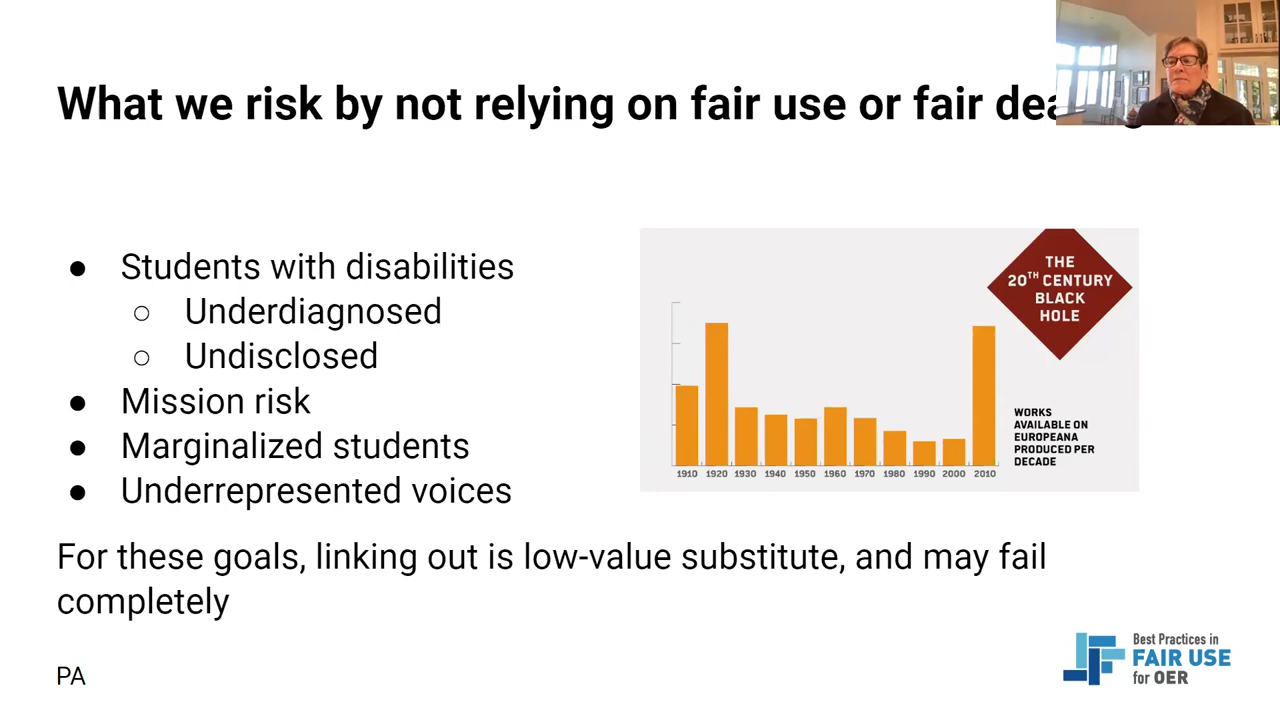 What we risk by not relying on fair use or fair
● Students with disabilities
○ Underdiagnosed
○ Undisclosed
● Mission risk
● Marginalized students
● Underrepresented voices
THE
20TH CENTURY
BLACK
HOLE
WORKS
AVAILABLE ON
EUROPEANA
PRODUCED PER
DECADE
1910 1920 1930 1940 1950 1960 1970 1980 1990 2000 2010
For these goals, linking out is low-value substitute, and may fail
completely
PA
Best Practices in
FAIR USE
for OER